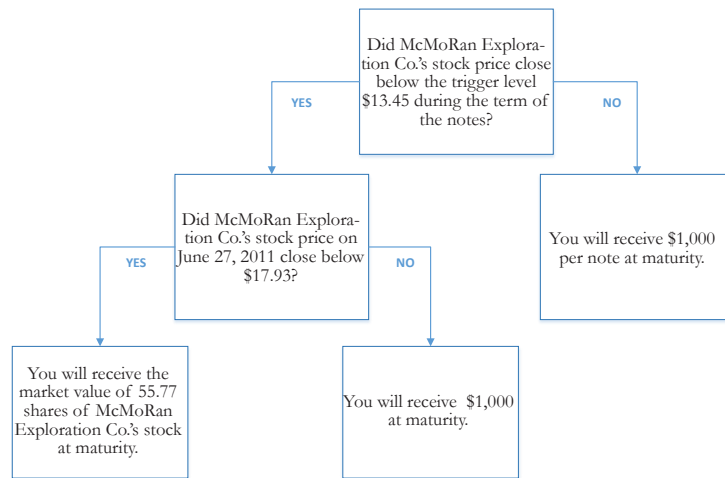 Did McMoRan Explora-
tion Co.'s stock price close
below the trigger level
$13.45 during the term of
the notes?
YES
NO
Did McMoRan Explora-
tion Co.'s stock price on
June 27, 2011 close below
$17.93?
You will receive $1,000
per note at maturity.
YES
NO
You will receive the
market value of 55.77
shares of McMoRan
Exploration Co.'s stock
at maturity.
You will receive $1,000
at maturity.